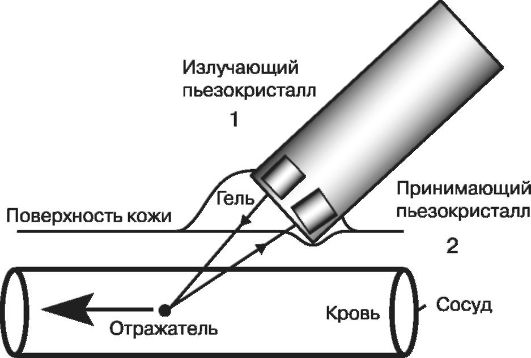 Излучающий
пьезокристалл
1
Гель
Принимающий
пьезокристалл
2
Поверхность кожи
Отражатель
Кровь
Сосуд